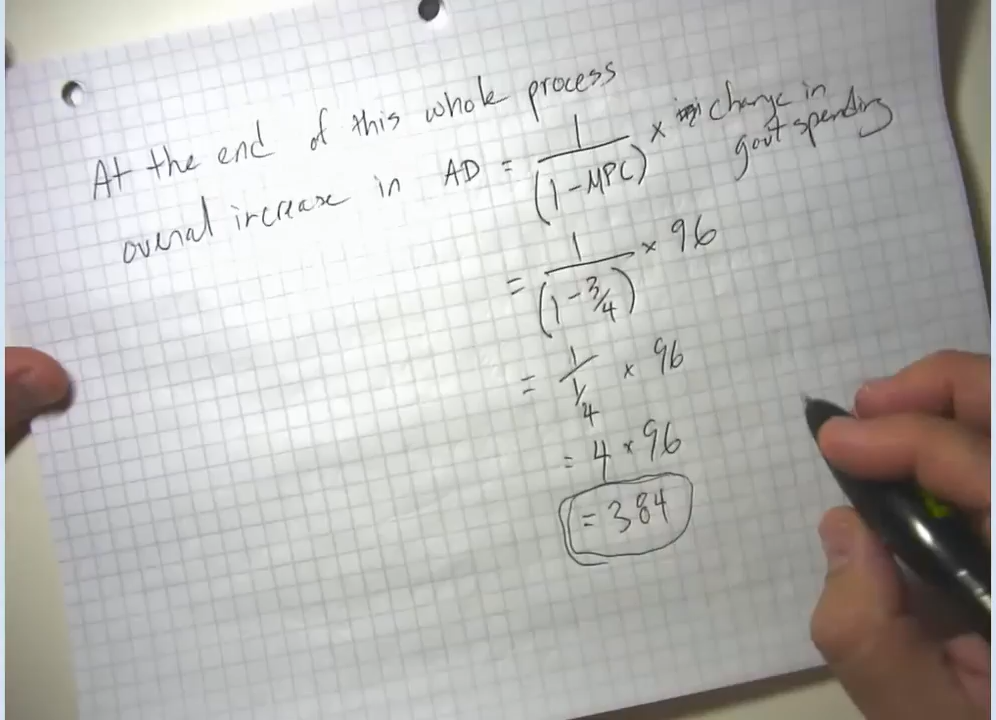 At the end of this whole process
overal increase in AD = 1/(1-MPC) × change in govt spending
= 1/(1-3/4) × 96
= 1/1/4 × 96
= 4 × 96
= 384